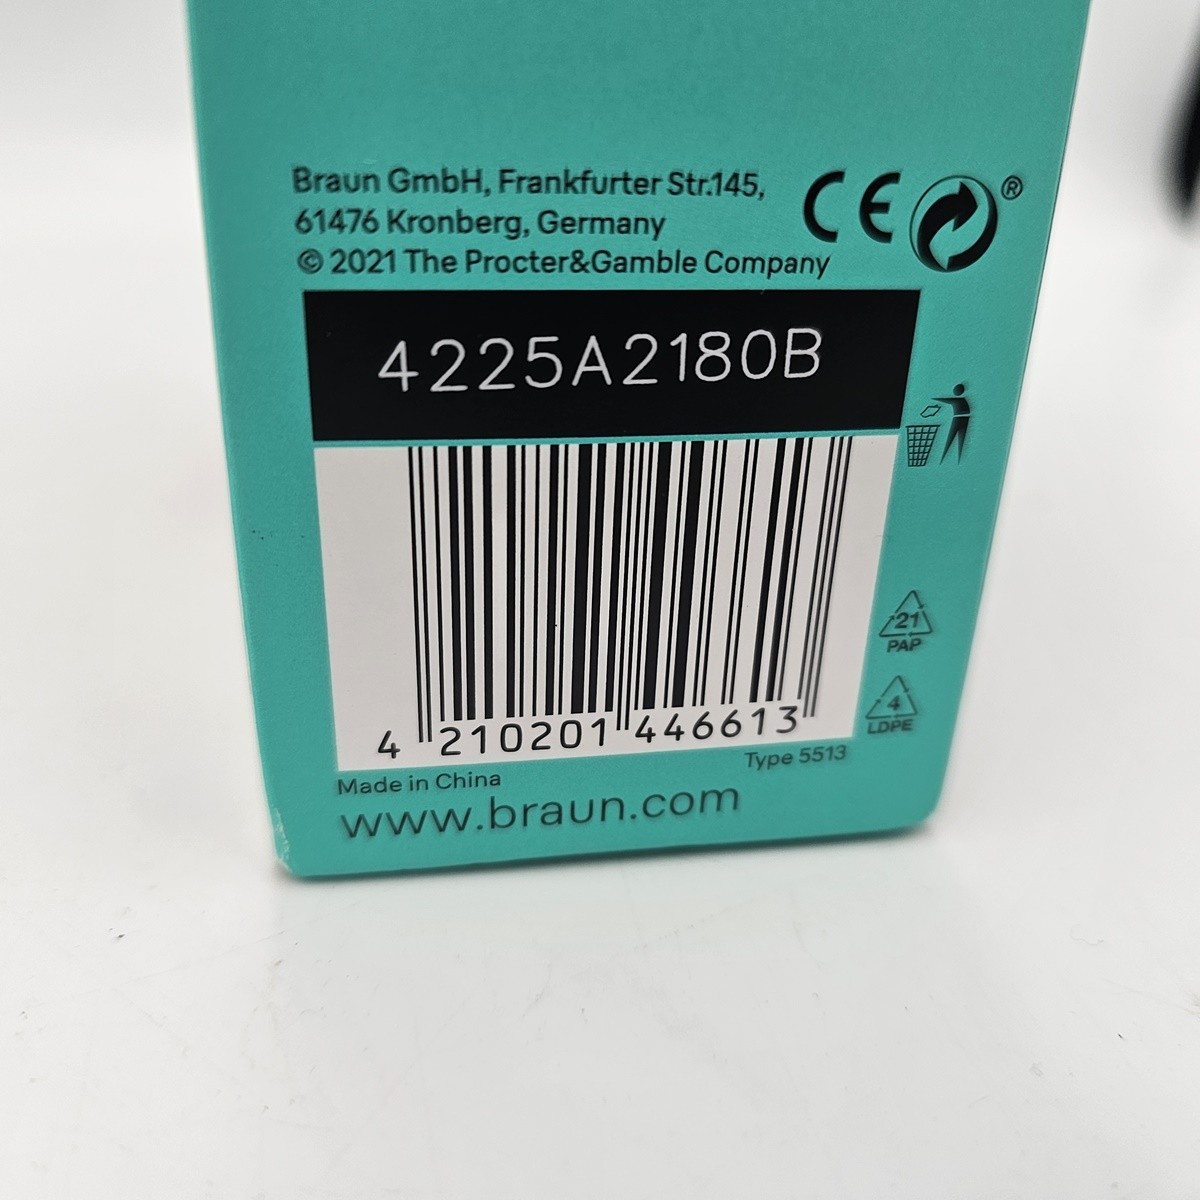 Braun GmbH, Frankfurter Str.145,
61476 Kronberg, Germany
© 2021 The Procter&Gamble Company
CE ®
4225A2180B
21
PAP
4
LDPE
4 210201 446613
Type 5513
Made in China
www.braun.com